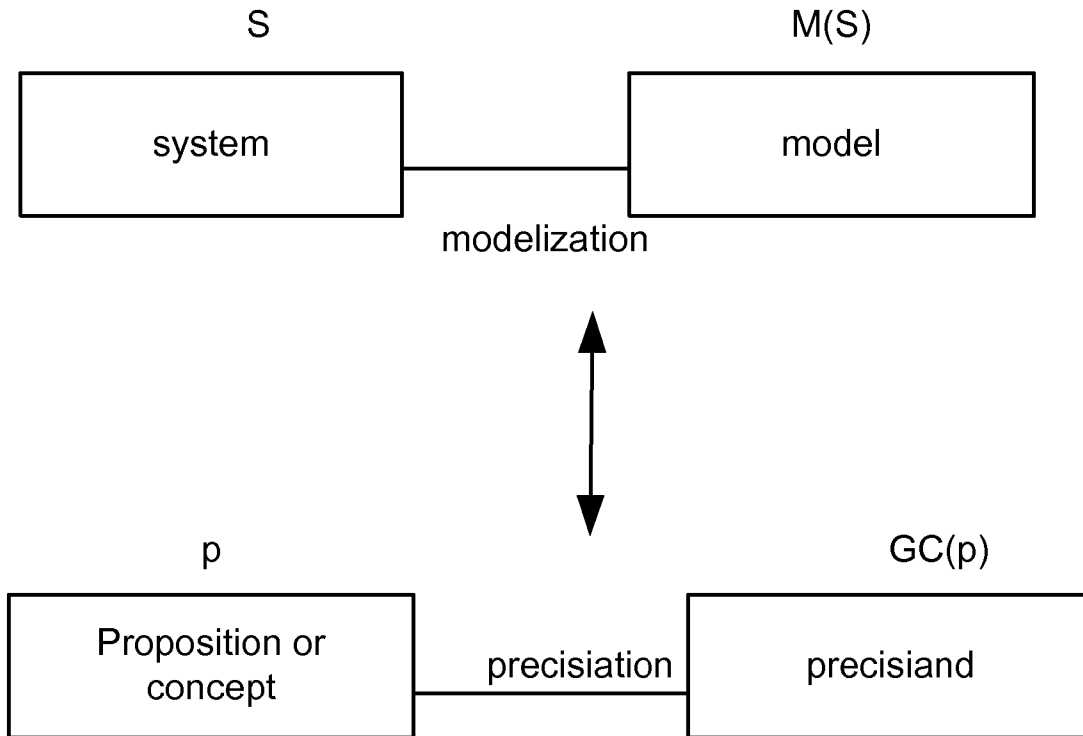 S
M(S)
system
model
modelization
p
GC(p)
Proposition or
concept
precisiation
precisiand